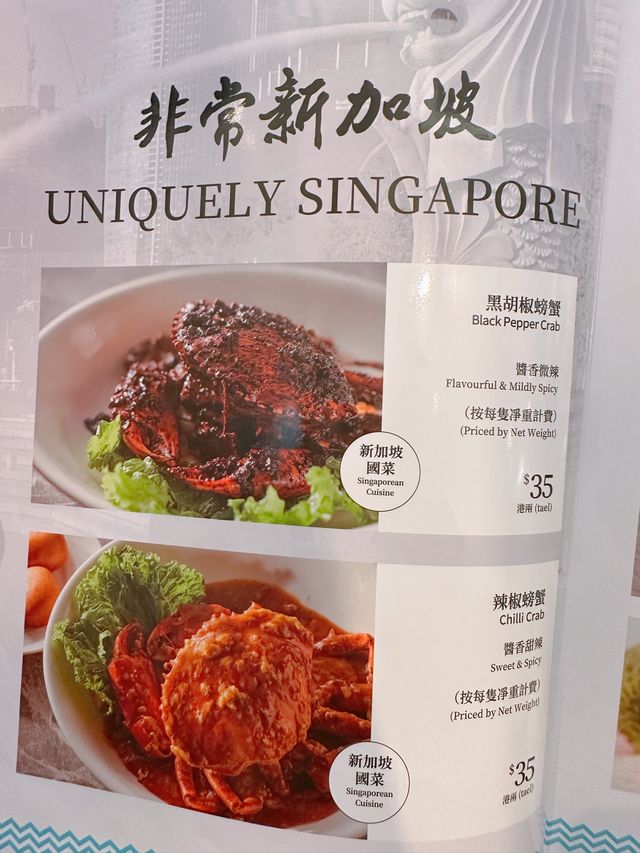 非常新加坡
UNIQUELY SINGAPORE
黑胡椒螃蟹
Black Pepper Crab
醬香微辣
Flavourful & Mildly Spicy
（按每隻淨重計費）
(Priced by Net Weight)
新加坡
國菜
Singaporean
Cuisine
$35
港兩 (tael)
辣椒螃蟹
Chilli Crab
醬香甜辣
Sweet & Spicy
（按每隻淨重計費）
(Priced by Net Weight)
新加坡
國菜
Singaporean
Cuisine
$35
港兩 (tael)